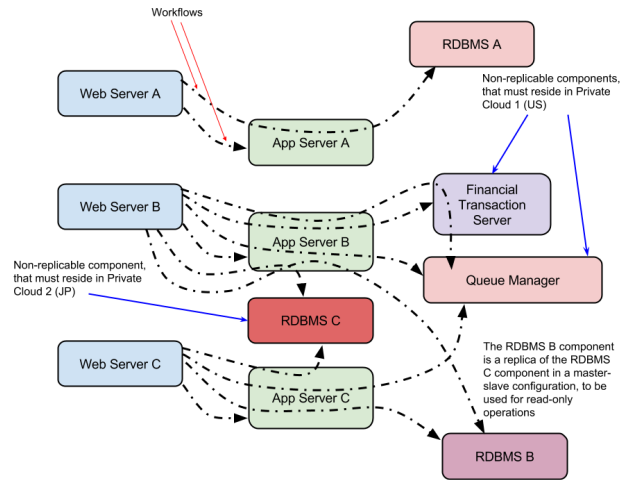 Workflows
RDBMS A
Non-replicable components,
that must reside in Private
Cloud 1 (US)
Web Server A
App Server A
Financial
Transaction
Server
Web Server B
App Server B
Non-replicable component,
that must reside in Private
Cloud 2 (JP)
Queue Manager
RDBMS C
Web Server C
The RDBMS B component
is a replica of the RDBMS
C component in a master-
slave configuration, to be
used for read-only
operations
App Server C
RDBMS B